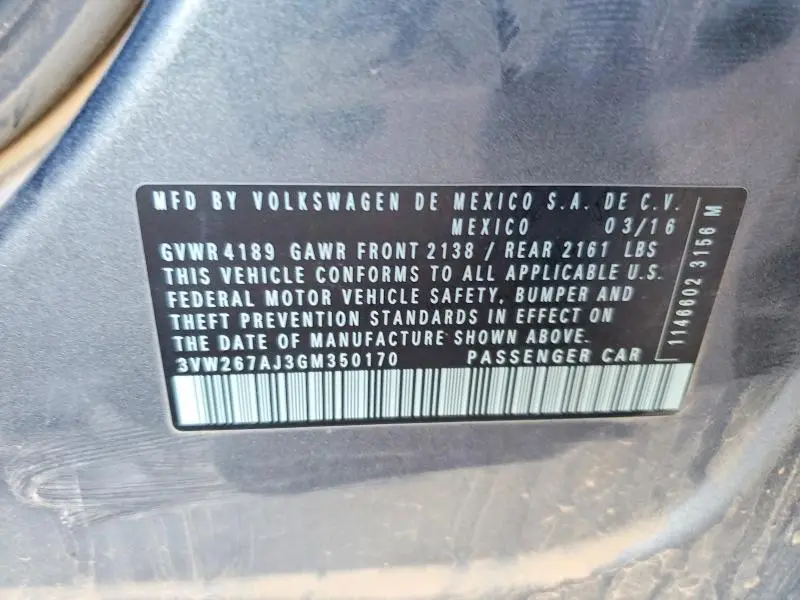 MFD BY VOLKSWAGEN DE MEXICO S.A. DE C.V.
MEXICO 03/16
GVWR 4189 GAWR FRONT 2138 / REAR 2161 LBS
THIS VEHICLE CONFORMS TO ALL APPLICABLE U.S.
FEDERAL MOTOR VEHICLE SAFETY, BUMPER AND
THEFT PREVENTION STANDARDS IN EFFECT ON
THE DATE OF MANUFACTURE SHOWN ABOVE.
3VW267AJ3GM350170 PASSENGER CAR
1146602 3156 M